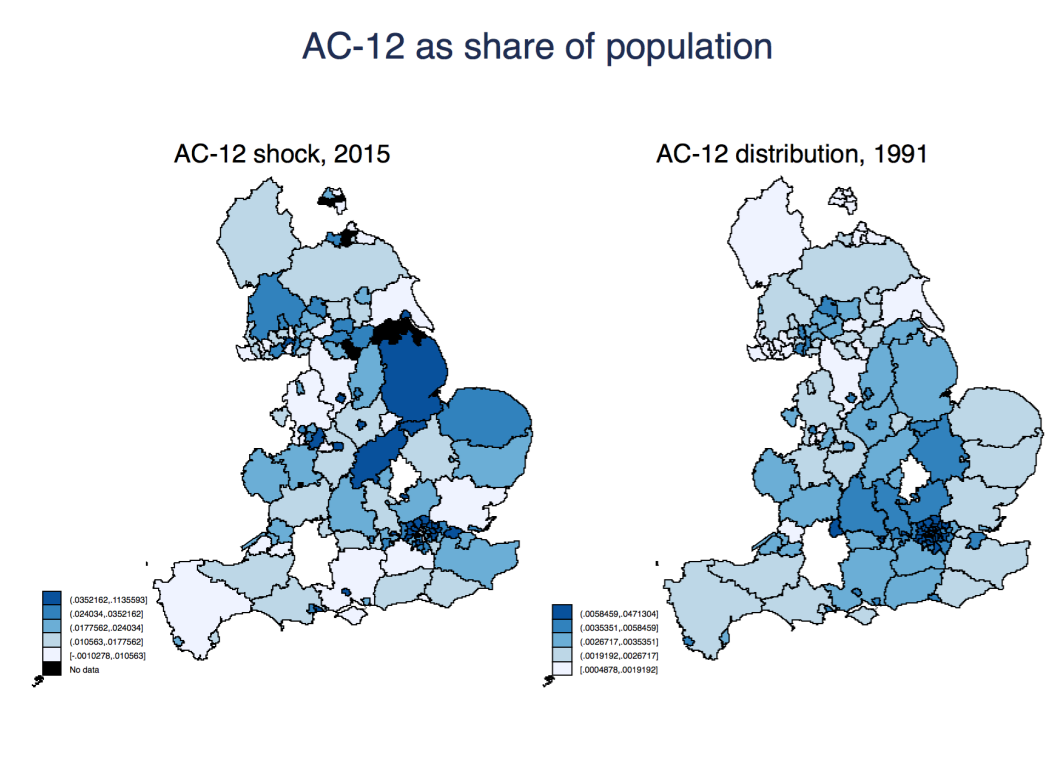 AC-12 as share of population
AC-12 shock, 2015
AC-12 distribution, 1991
(.0352162,.1135593]
(.024034,.0352162]
(.0177562,.024034]
(.010563,.0177562]
[-.0010278,.010563]
No data
(.0058459,.0471304]
(.0035351,.0058459]
(.0026717,.0035351]
(.0019192,.0026717]
[.0004878,.0019192]